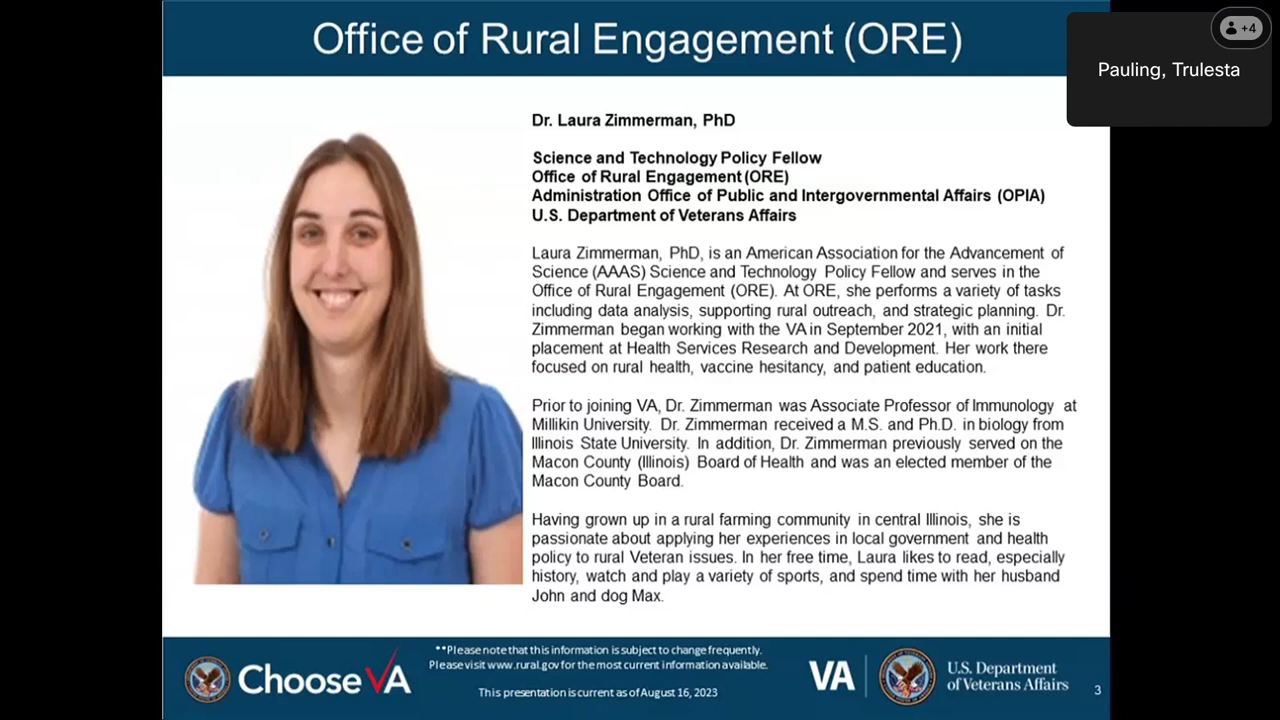 Office of Rural Engagement (ORE)
+4
Pauling, Trulesta
Dr. Laura Zimmerman, PhD
Science and Technology Policy Fellow
Office of Rural Engagement (ORE)
Administration Office of Public and Intergovernmental Affairs (OPIA)
U.S. Department of Veterans Affairs
Laura Zimmerman, PhD, is an American Association for the Advancement of
Science (AAAS) Science and Technology Policy Fellow and serves in the
Office of Rural Engagement (ORE). At ORE, she performs a variety of tasks
including data analysis, supporting rural outreach, and strategic planning. Dr.
Zimmerman began working with the VA in September 2021, with an initial
placement at Health Services Research and Development. Her work there
focused on rural health, vaccine hesitancy, and patient education.
Prior to joining VA, Dr. Zimmerman was Associate Professor of Immunology at
Millikin University. Dr. Zimmerman received a M.S. and Ph.D. in biology from
Illinois State University. In addition, Dr. Zimmerman previously served on the
Macon County (Illinois) Board of Health and was an elected member of the
Macon County Board.
Having grown up in a rural farming community in central Illinois, she is
passionate about applying her experiences in local government and health
policy to rural Veteran issues. In her free time, Laura likes to read, especially
history, watch and play a variety of sports, and spend time with her husband
John and dog Max.
Choose VA
**Please note that this information is subject to change frequently.
Please visit www.rural.gov for the most current information available.
This presentation is current as of August 16, 2023
VA
U.S. Department
of Veterans Affairs
3